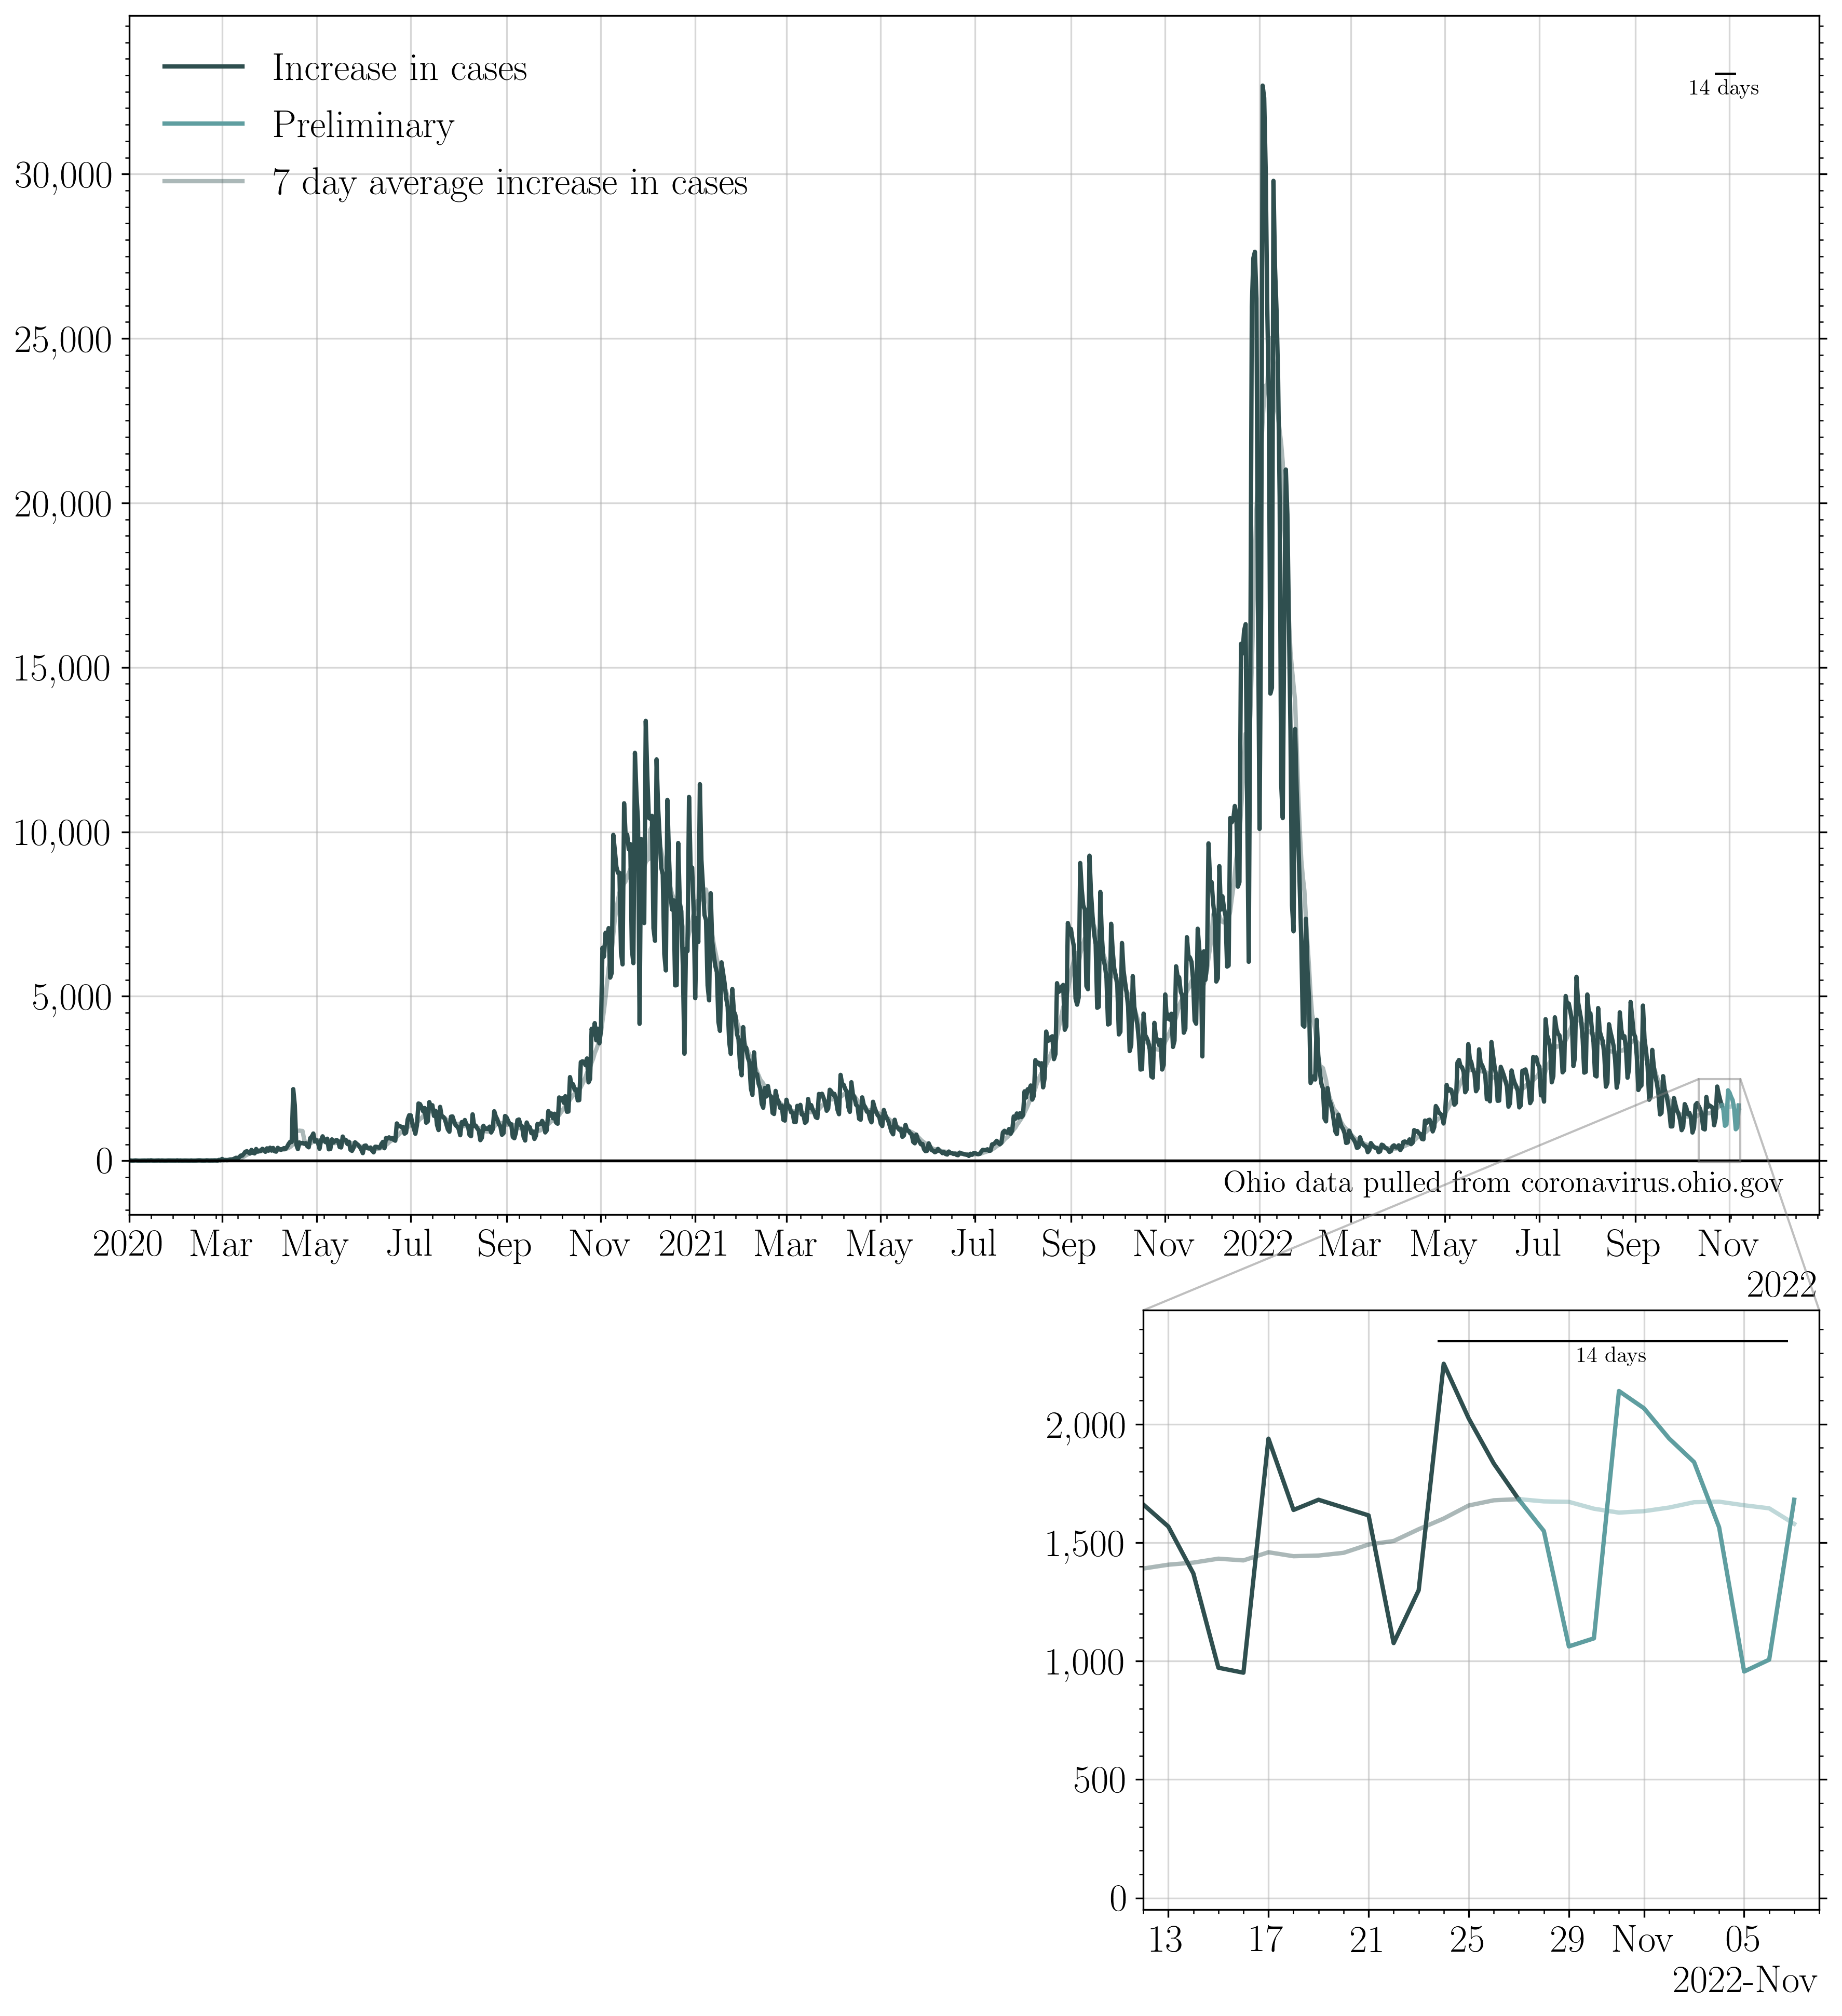 Increase in cases
Preliminary
7 day average increase in cases
14 days
30,000
25,000
20,000
15,000
10,000
5,000
0
Ohio data pulled from coronavirus.ohio.gov
2020 Mar May Jul Sep Nov 2021 Mar May Jul Sep Nov 2022 Mar May Jul Sep Nov
2022
14 days
2,000
1,500
1,000
500
0
13 17 21 25 29 Nov 05
2022-Nov